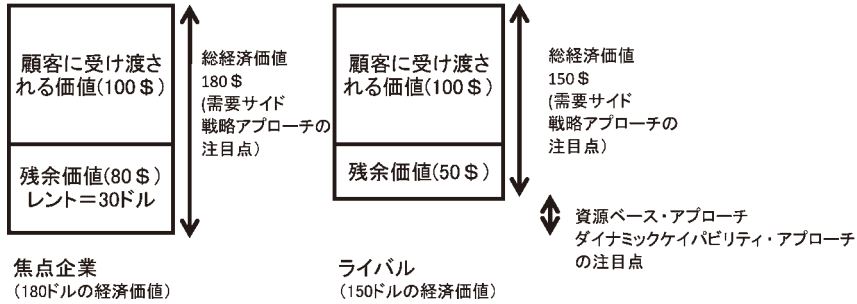 顧客に受け渡さ
れる価値(100＄)
残余価値(80＄)
レント＝30ドル
総経済価値
180＄
(需要サイド
戦略アプローチの
注目点)
焦点企業
(180ドルの経済価値)
顧客に受け渡さ
れる価値(100＄)
残余価値(50＄)
総経済価値
150＄
(需要サイド
戦略アプローチの
注目点)
ライバル
(150ドルの経済価値)
資源ベース・アプローチ
ダイナミックケイパビリティ・アプローチ
の注目点